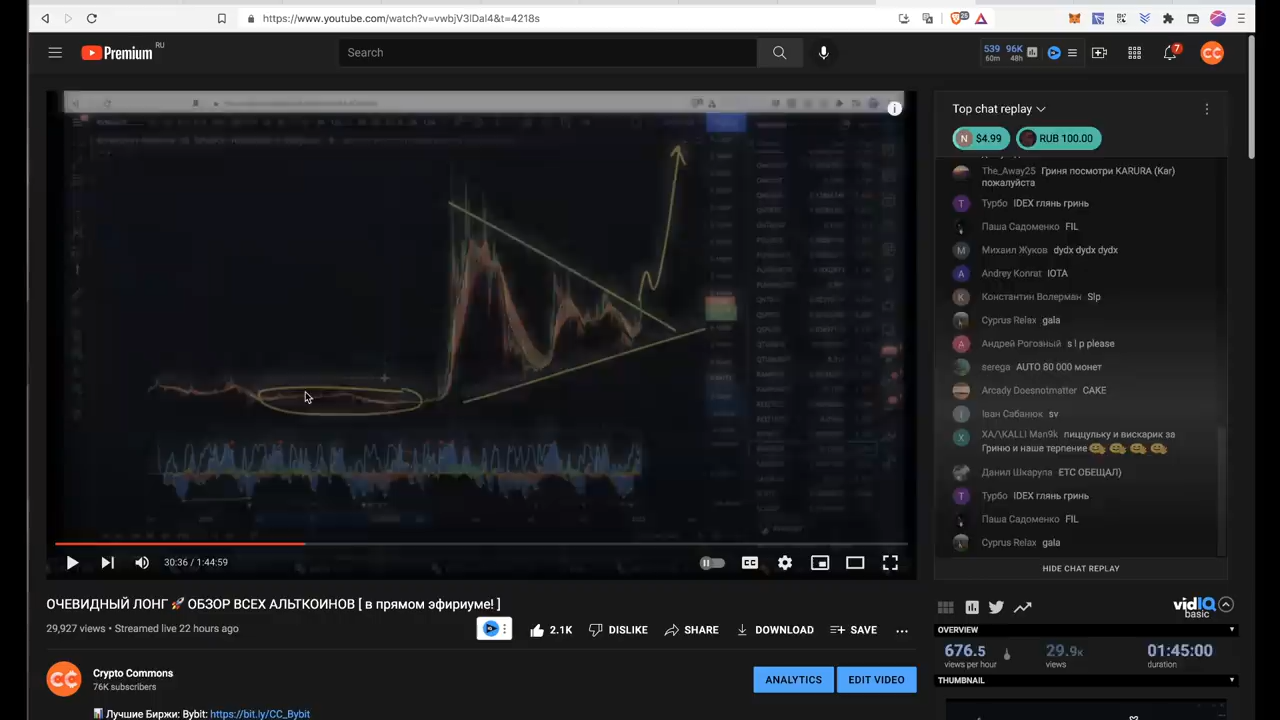 https://www.youtube.com/watch?v=vwbjV3lDal4&t=4218s
25
Premium
RU
Search
539
60m
96K
48h
7
Top chat replay
N $4.99
RUB 100.00
The_Away25 Гриня посмотри KARURA (Kar)
пожалуйста
Т Турбо IDEX глянь гринь
Паша Садоменко FIL
М Михаил Жуков dydx dydx dydx
A Andrey Konrat IOTA
К Константин Волерман Slp
Cyprus Relax gala
А Андрей Рогозный s l p please
serega AUTO 80 000 монет
Arcady Doesnotmatter CAKE
Іван Сабанюк sv
X XA/\KALLI Man9k пиццульку и вискарик за
Гриню и наше терпение
Данил Шкарупа ЕТС ОБЕЩАЛ)
Т Турбо IDEX глянь гринь
Паша Садоменко FIL
Cyprus Relax gala
HIDE CHAT REPLAY
30:36 / 1:44:59
CC
ОЧЕВИДНЫЙ ЛОНГ 🚀 ОБЗОР ВСЕХ АЛЬТКОИНОВ [ в прямом эфириуме! ]
29,927 views • Streamed live 22 hours ago
2.1K
DISLIKE
SHARE
DOWNLOAD
SAVE
Crypto Commons
76K subscribers
ANALYTICS
EDIT VIDEO
📊 Лучшие Биржи: Bybit: https://bit.ly/CC_Bybit
vidIQ
basic
OVERVIEW
676.5
views per hour
29.9K
views
01:45:00
duration
THUMBNAIL